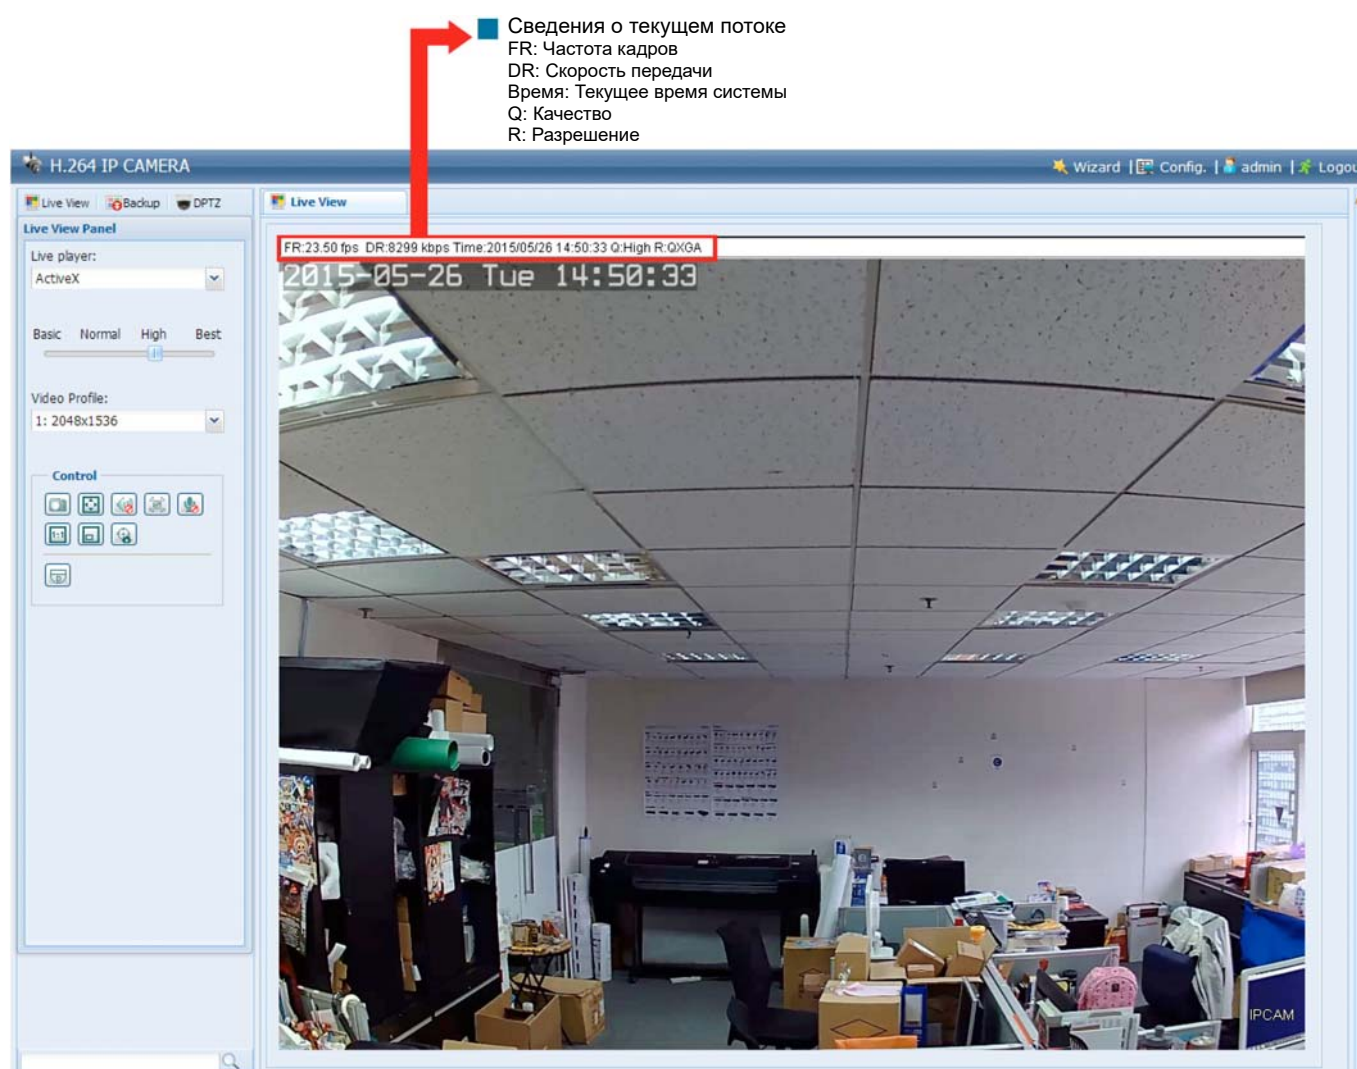 Сведения о текущем потоке
FR: Частота кадров
DR: Скорость передачи
Время: Текущее время системы
Q: Качество
R: Разрешение
H.264 IP CAMERA
Wizard | Config. | admin | Logou
Live View Backup DPTZ
Live View
Live View Panel
FR:23.50 fps DR:8299 kbps Time:2015/05/26 14:50:33 Q:High R:QXGA
Live player:
2015-05-26 Tue 14:50:33
ActiveX
Basic Normal High Best
Video Profile:
1: 2048x1536
Control
1:1
IPCAM